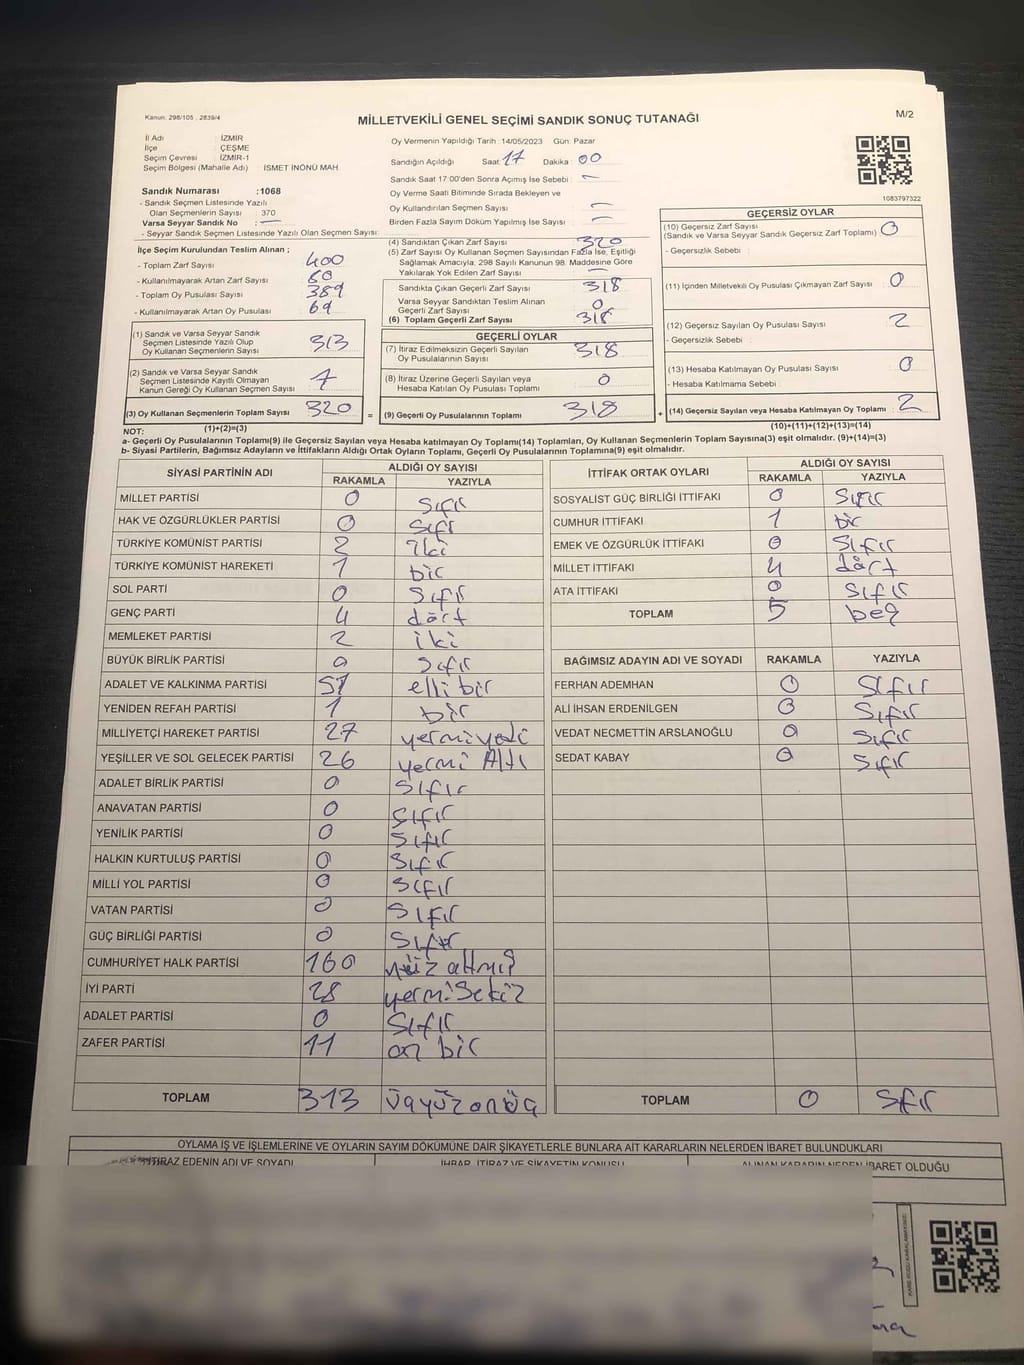 Kanun: 298/105 , 2839/4
MİLLETVEKİLİ GENEL SEÇİMİ SANDIK SONUÇ TUTANAĞI
M/2
İl Adı : İZMİR
İlçe : ÇEŞME
Seçim Çevresi : İZMİR-1
Seçim Bölgesi (Mahalle Adı) : İSMET İNÖNÜ MAH
Sandık Numarası : 1068
- Sandık Seçmen Listesinde Yazılı
Olan Seçmenlerin Sayısı : 370
Varsa Seyyar Sandık No : —
- Seyyar Sandık Seçmen Listesinde Yazılı Olan Seçmen Sayısı:
Oy Vermenin Yapıldığı Tarih : 14/05/2023 Gün: Pazar
Sandığın Açıldığı Saat 17 Dakika : 00
Sandık Saat 17:00'den Sonra Açımış İse Sebebi : —
Oy Verme Saati Bitiminde Sırada Bekleyen ve
Oy Kullandırılan Seçmen Sayısı : —
Birden Fazla Sayım Döküm Yapılmış İse Sayısı : —
1083797322
İlçe Seçim Kurulundan Teslim Alınan ;
- Toplam Zarf Sayısı : 400
- Kullanılmayarak Artan Zarf Sayısı : 80
- Toplam Oy Pusulası Sayısı : 389
- Kullanılmayarak Artan Oy Pusulası : 69
(1) Sandık ve Varsa Seyyar Sandık
Seçmen Listesinde Yazılı Olup
Oy Kullanan Seçmenlerin Sayısı : 313
(2) Sandık ve Varsa Seyyar Sandık
Seçmen Listesinde Kayıtlı Olmayan
Kanun Gereği Oy Kullanan Seçmen Sayısı : 7
(3) Oy Kullanan Seçmenlerin Toplam Sayısı : 320
(1)+(2)=(3)
(4) Sandıktan Çıkan Zarf Sayısı : 320
(5) Zarf Sayısı Oy Kullanan Seçmen Sayısından Fazla İse, Eşitliği
Sağlamak Amacıyla, 298 Sayılı Kanunun 98. Maddesine Göre
Yakılarak Yok Edilen Zarf Sayısı : —
Sandıkta Çıkan Geçerli Zarf Sayısı : 318
Varsa Seyyar Sandıktan Teslim Alınan
Geçerli Zarf Sayısı : 0
(6) Toplam Geçerli Zarf Sayısı : 318
GEÇERLİ OYLAR
(7) İtiraz Edilmeksizin Geçerli Sayılan
Oy Pusulalarının Sayısı : 318
(8) İtiraz Üzerine Geçerli Sayılan veya
Hesaba Katılan Oy Pusulası Toplamı : 0
= (9) Geçerli Oy Pusulalarının Toplamı : 318
GEÇERSİZ OYLAR
(10) Geçersiz Zarf Sayısı : 0
(Sandık ve Varsa Seyyar Sandık Geçersiz Zarf Toplamı)
- Geçersizlik Sebebi :
(11) İçinden Milletvekili Oy Pusulası Çıkmayan Zarf Sayısı : 0
(12) Geçersiz Sayılan Oy Pusulası Sayısı : 2
- Geçersizlik Sebebi :
(13) Hesaba Katılmayan Oy Pusulası Sayısı : 0
- Hesaba Katılmama Sebebi :
+ (14) Geçersiz Sayılan veya Hesaba Katılmayan Oy Toplamı : 2
(10)+(11)+(12)+(13)=(14)
NOT:
a- Geçerli Oy Pusulalarının Toplamı(9) ile Geçersiz Sayılan veya Hesaba katılmayan Oy Toplamı(14) Toplamları, Oy Kullanan Seçmenlerin Toplam Sayısına(3) eşit olmalıdır. (9)+(14)=(3)
b- Siyasi Partilerin, Bağımsız Adayların ve İttifakların Aldığı Ortak Oyların Toplamı, Geçerli Oy Pusulalarının Toplamına(9) eşit olmalıdır.
SİYASİ PARTİNİN ADI ALDIĞI OY SAYISI
RAKAMLA YAZIYLA
MİLLET PARTİSİ 0 Sıfır
HAK VE ÖZGÜRLÜKLER PARTİSİ 0 Sıfır
TÜRKİYE KOMÜNİST PARTİSİ 2 iki
TÜRKİYE KOMÜNİST HAREKETİ 1 bir
SOL PARTİ 0 Sıfır
GENÇ PARTİ 4 dört
MEMLEKET PARTİSİ 2 iki
BÜYÜK BİRLİK PARTİSİ 0 Sıfır
ADALET VE KALKINMA PARTİSİ 51 elli bir
YENİDEN REFAH PARTİSİ 1 bir
MİLLİYETÇİ HAREKET PARTİSİ 27 yermiyedi
YEŞİLLER VE SOL GELECEK PARTİSİ 26 yermi Altı
ADALET BİRLİK PARTİSİ 0 Sıfır
ANAVATAN PARTİSİ 0 Sıfır
YENİLİK PARTİSİ 0 Sıfır
HALKIN KURTULUŞ PARTİSİ 0 Sıfır
MİLLİ YOL PARTİSİ 0 Sıfır
VATAN PARTİSİ 0 Sıfır
GÜÇ BİRLİĞİ PARTİSİ 0 Sıfır
CUMHURİYET HALK PARTİSİ 160 yüz altmış
İYİ PARTİ 28 yermi Sekiz
ADALET PARTİSİ 0 Sıfır
ZAFER PARTİSİ 11 on bir
TOPLAM 313 üçyüzonüç
İTTİFAK ORTAK OYLARI ALDIĞI OY SAYISI
RAKAMLA YAZIYLA
SOSYALİST GÜÇ BİRLİĞİ İTTİFAKI 0 Sıfır
CUMHUR İTTİFAKI 1 bir
EMEK VE ÖZGÜRLÜK İTTİFAKI 0 Sıfır
MİLLET İTTİFAKI 4 dört
ATA İTTİFAKI 0 Sıfır
TOPLAM 5 beş
BAĞIMSIZ ADAYIN ADI VE SOYADI RAKAMLA YAZIYLA
FERHAN ADEMHAN 0 Sıfır
ALİ İHSAN ERDENİLGEN 0 Sıfır
VEDAT NECMETTİN ARSLANOĞLU 0 Sıfır
SEDAT KABAY 0 Sıfır
TOPLAM 0 Sıfır
OYLAMA İŞ VE İŞLEMLERİNE VE OYLARIN SAYIM DÖKÜMÜNE DAİR ŞİKAYETLERLE BUNLARA AİT KARARLARIN NELERDEN İBARET BULUNDUKLARI
İTİRAZ EDENİN ADI VE SOYADI İHBAR, İTİRAZ VE ŞİKAYETİN KONUSU ALINAN KARARIN NEDEN İBARET OLDUĞU